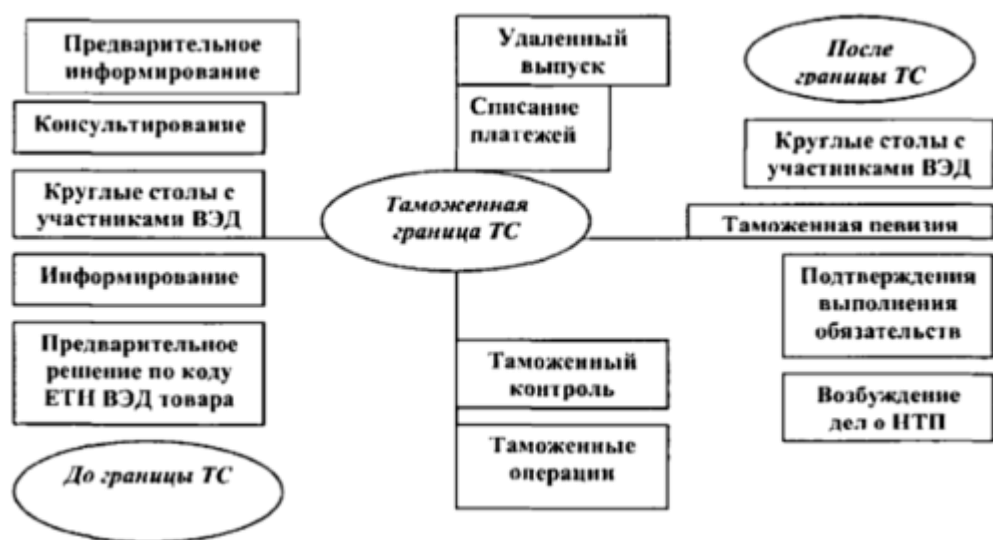 Предварительное
информирование
Консультирование
Круглые столы с
участниками ВЭД
Информирование
Предварительное
решение по коду
ЕТН ВЭД товара
До границы ТС
Удаленный
выпуск
Списание
платежей
Таможенная
граница ТС
Таможенный
контроль
Таможенные
операции
После
границы ТС
Круглые столы с
участниками ВЭД
Таможенная ревизия
Подтверждения
выполнения
обязательств
Возбуждение
дел о НТП